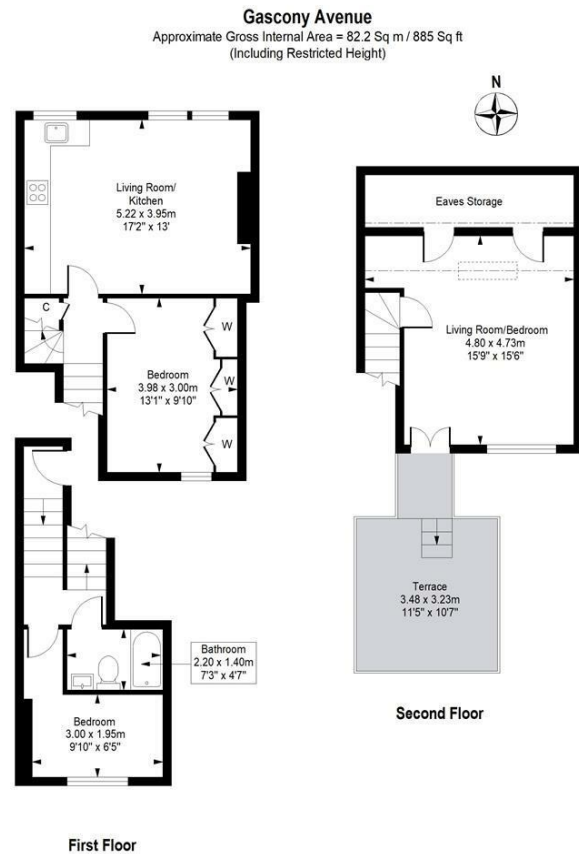 Gascony Avenue
Approximate Gross Internal Area = 82.2 Sq m / 885 Sq ft
(Including Restricted Height)
N
Living Room/
Kitchen
5.22 x 3.95m
17'2" x 13'
Eaves Storage
C
Bedroom
3.98 x 3.00m
13'1" x 9'10"
W
W
W
Living Room/Bedroom
4.80 x 4.73m
15'9" x 15'6"
Terrace
3.48 x 3.23m
11'5" x 10'7"
Bathroom
2.20 x 1.40m
7'3" x 4'7"
Bedroom
3.00 x 1.95m
9'10" x 6'5"
Second Floor
First Floor